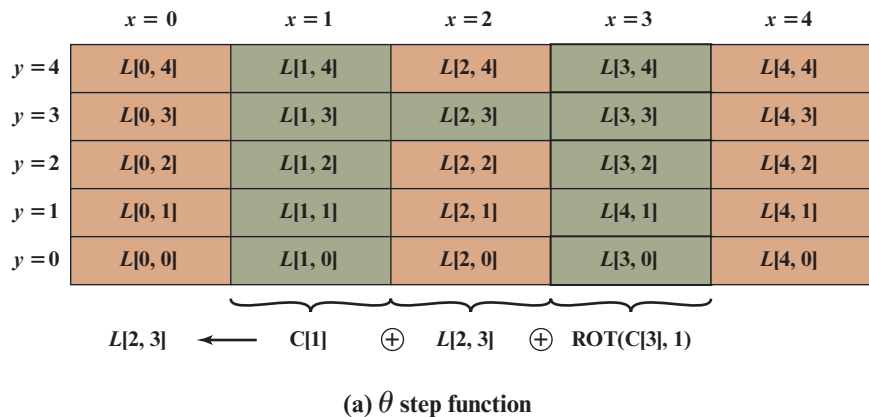 x = 0 x = 1 x = 2 x = 3 x = 4
y = 4 L[0, 4] L[1, 4] L[2, 4] L[3, 4] L[4, 4]
y = 3 L[0, 3] L[1, 3] L[2, 3] L[3, 3] L[4, 3]
y = 2 L[0, 2] L[1, 2] L[2, 2] L[3, 2] L[4, 2]
y = 1 L[0, 1] L[1, 1] L[2, 1] L[4, 1] L[4, 1]
y = 0 L[0, 0] L[1, 0] L[2, 0] L[3, 0] L[4, 0]
L[2, 3] ← C[1] ⊕ L[2, 3] ⊕ ROT(C[3], 1)
(a) θ step function